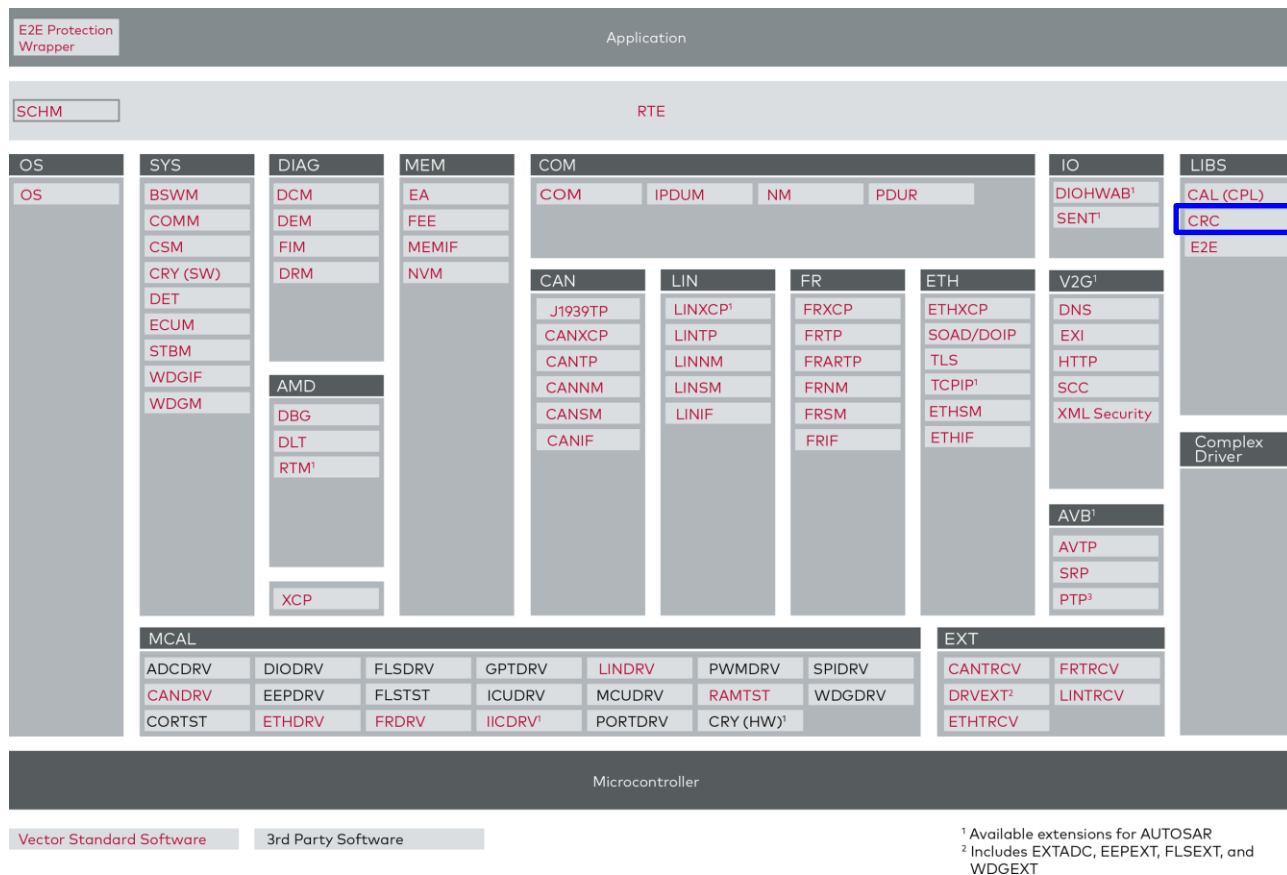 E2E Protection
Wrapper
Application
SCHM
RTE
OS
OS
SYS
BSWM
COMM
CSM
CRY (SW)
DET
ECUM
STBM
WDGIF
WDGM
DIAG
DCM
DEM
FIM
DRM
AMD
DBG
DLT
RTM¹
XCP
MEM
EA
FEE
MEMIF
NVM
COM
COM
IPDUM
NM
PDUR
CAN
J1939TP
CANXCP
CANTP
CANNM
CANSM
CANIF
LIN
LINXCP¹
LINTP
LINNM
LINSM
LINIF
FR
FRXCP
FRTP
FRARTP
FRNM
FRSM
FRIF
ETH
ETHXCP
SOAD/DOIP
TLS
TCPIP¹
ETHSM
ETHIF
IO
DIOHWAB¹
SENT¹
V2G¹
DNS
EXI
HTTP
SCC
XML Security
AVB¹
AVTP
SRP
PTP³
LIBS
CAL (CPL)
CRC
E2E
Complex
Driver
MCAL
ADCDRV
DIODRV
FLSDRV
GPTDRV
LINDRV
PWMDRV
SPIDRV
CANDRV
EEPDRV
FLSTST
ICUDRV
MCUDRV
RAMTST
WDGDRV
CORTST
ETHDRV
FRDRV
IICDRV¹
PORTDRV
CRY (HW)¹
EXT
CANTRCV
FRTRCV
DRVEXT²
LINTRCV
ETHTRCV
Microcontroller
Vector Standard Software
3rd Party Software
¹ Available extensions for AUTOSAR
² Includes EXTADC, EEPEXT, FLSEXT, and
WDGEXT